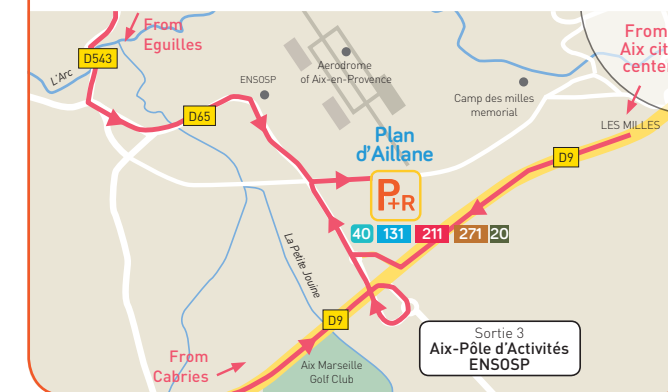 From
Eguilles
D543
L'Arc
ENSOSP
Aerodrome
of Aix-en-Provence
From
Aix cit
cente
Camp des milles
memorial
LES MILLES
D65
Plan
d'Aillane
D9
P+R
40 131 211 271 20
La Petite Jouine
D9
Sortie 3
Aix-Pôle d'Activités
ENSOSP
From
Cabries
Aix Marseille
Golf Club